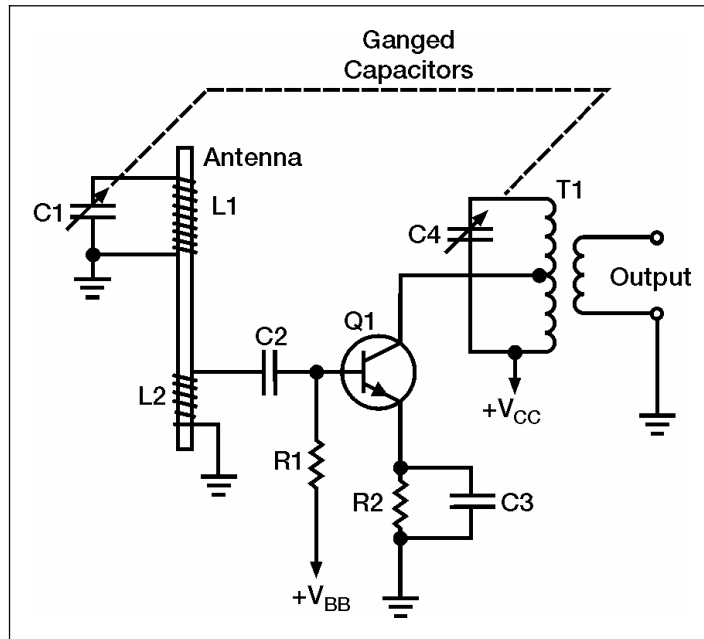 Ganged
Capacitors
Antenna
T1
L1
C1
C4
Output
Q1
C2
L2
+VCC
R1
R2
C3
+VBB